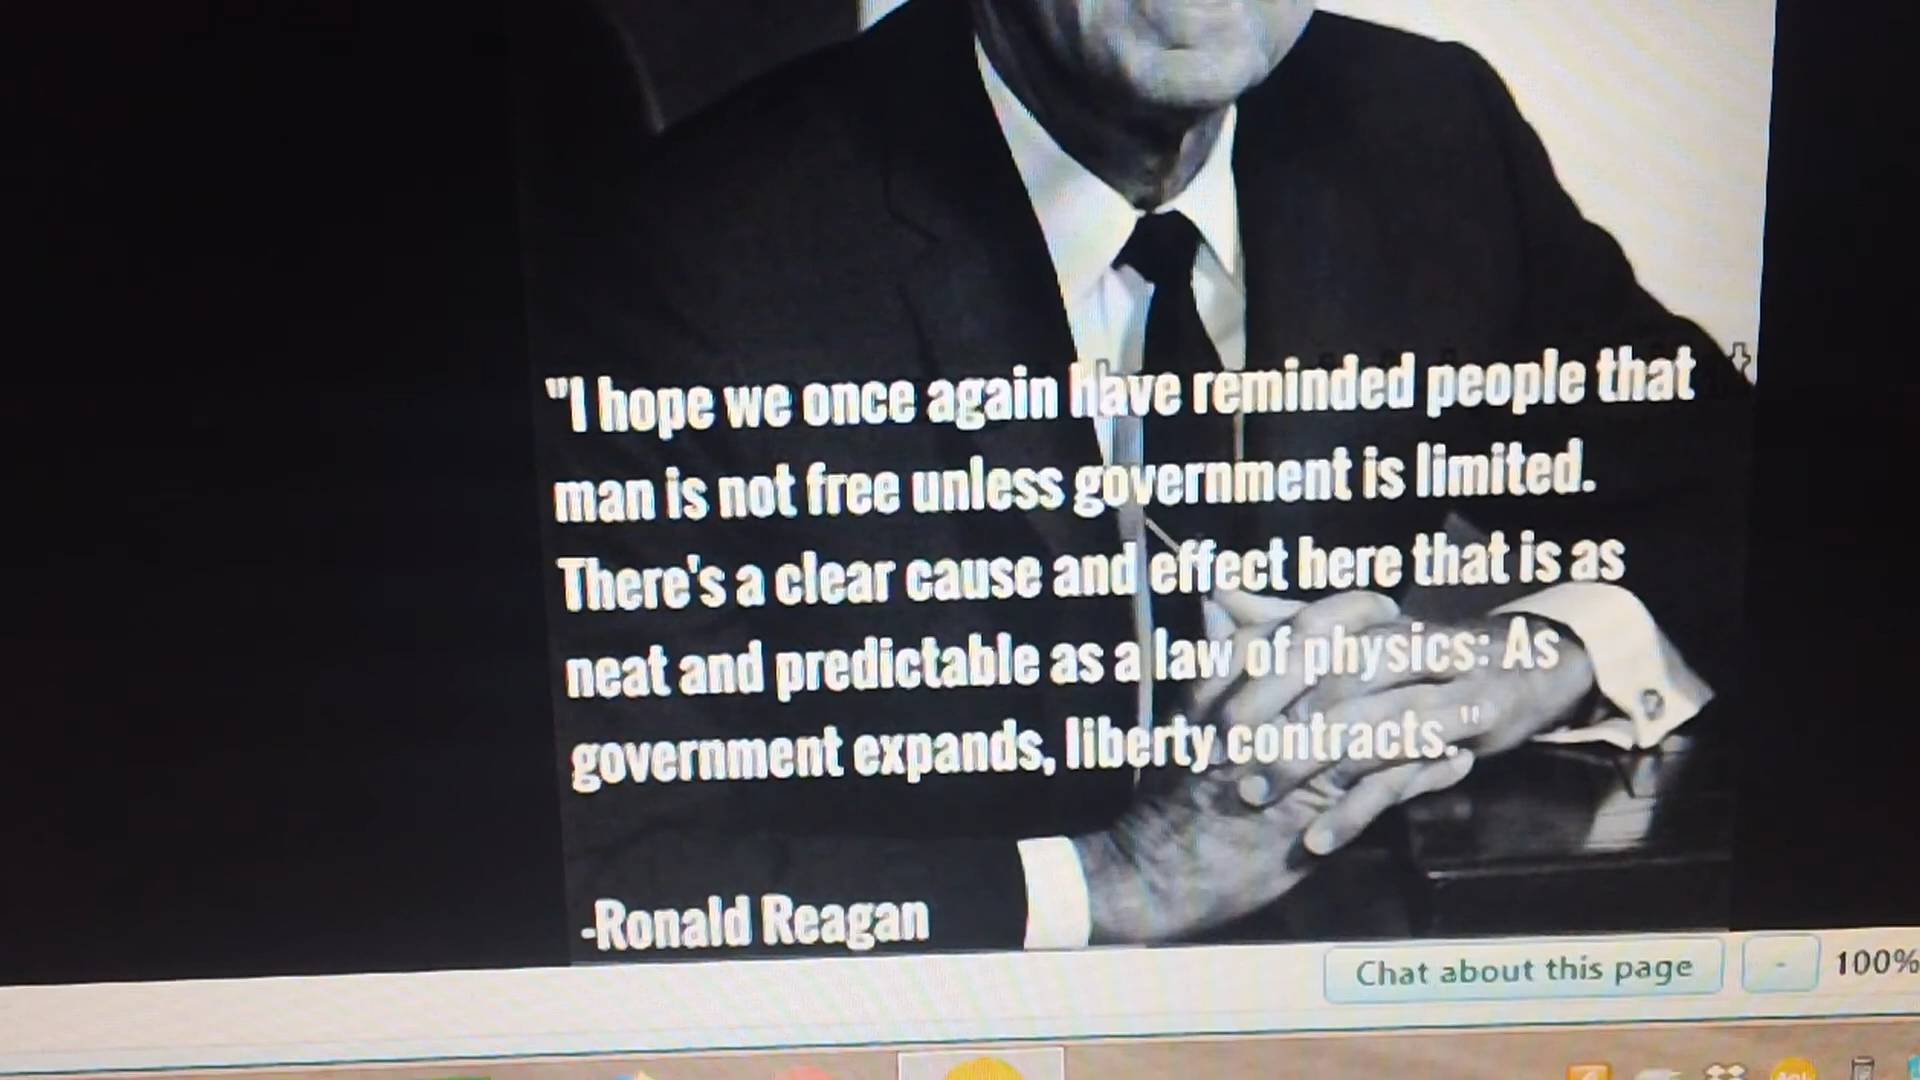 "I hope we once again have reminded people that
man is not free unless government is limited.
There's a clear cause and effect here that is as
neat and predictable as a law of physics: As
government expands, liberty contracts."
-Ronald Reagan
Chat about this page
-
100%